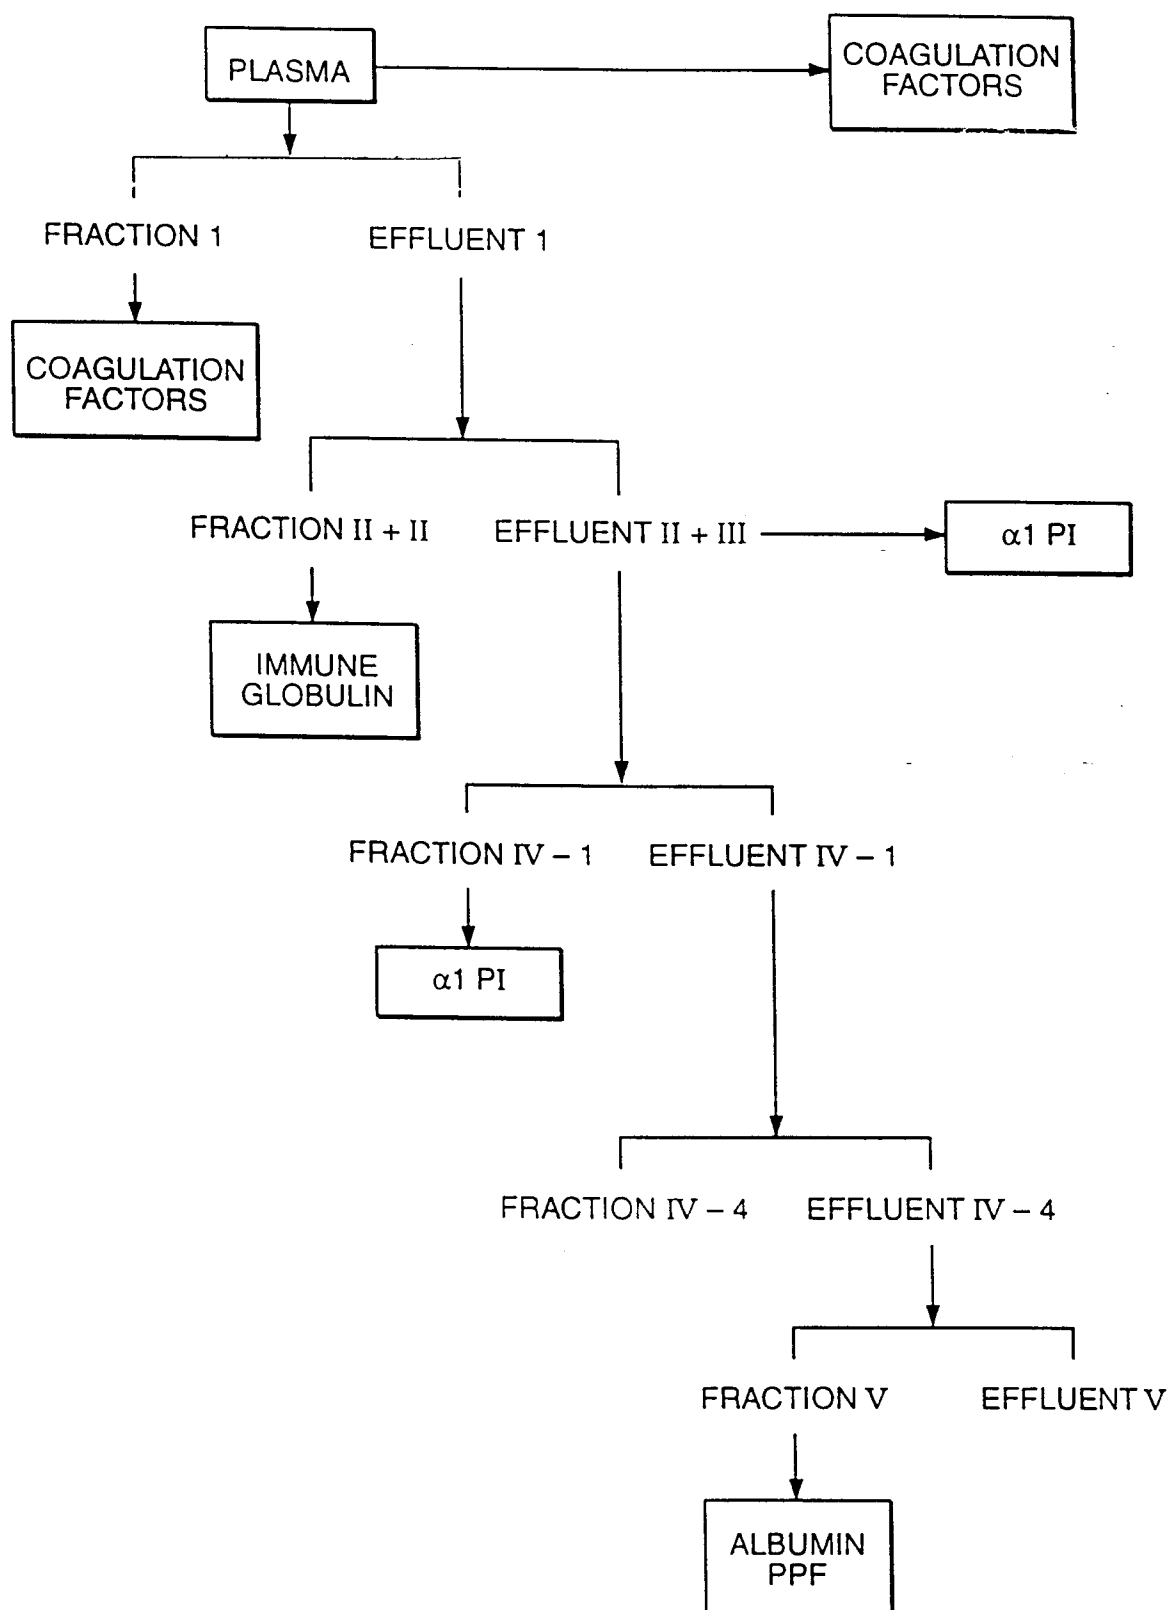 PLASMA
COAGULATION
FACTORS
FRACTION 1
EFFLUENT 1
COAGULATION
FACTORS
FRACTION II + II
EFFLUENT II + III
α1 PI
IMMUNE
GLOBULIN
FRACTION IV – 1
EFFLUENT IV – 1
α1 PI
FRACTION IV – 4
EFFLUENT IV – 4
FRACTION V
EFFLUENT V
ALBUMIN
PPF